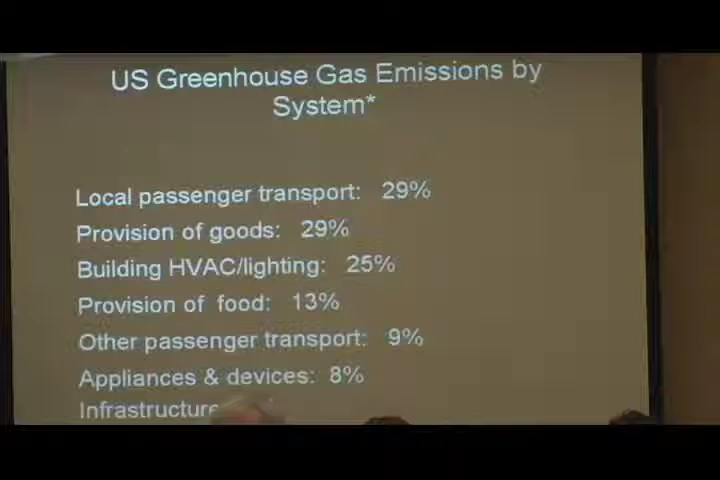 US Greenhouse Gas Emissions by
System*
Local passenger transport: 29%
Provision of goods: 29%
Building HVAC/lighting: 25%
Provision of food: 13%
Other passenger transport: 9%
Appliances & devices: 8%
Infrastructure